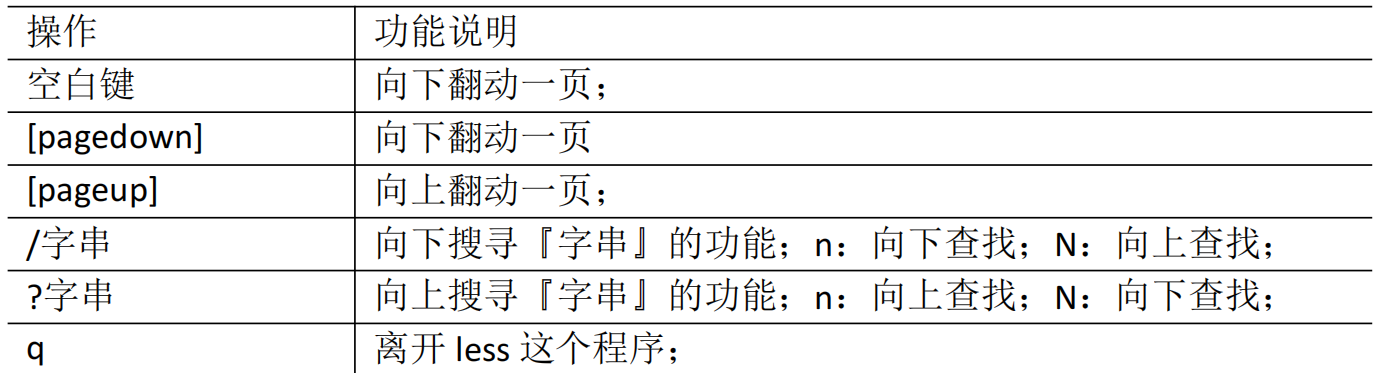 操作 功能说明
空白键 向下翻动一页；
[pagedown] 向下翻动一页
[pageup] 向上翻动一页；
/字串 向下搜寻『字串』的功能；n：向下查找；N：向上查找；
?字串 向上搜寻『字串』的功能；n：向上查找；N：向下查找；
q 离开 less 这个程序；